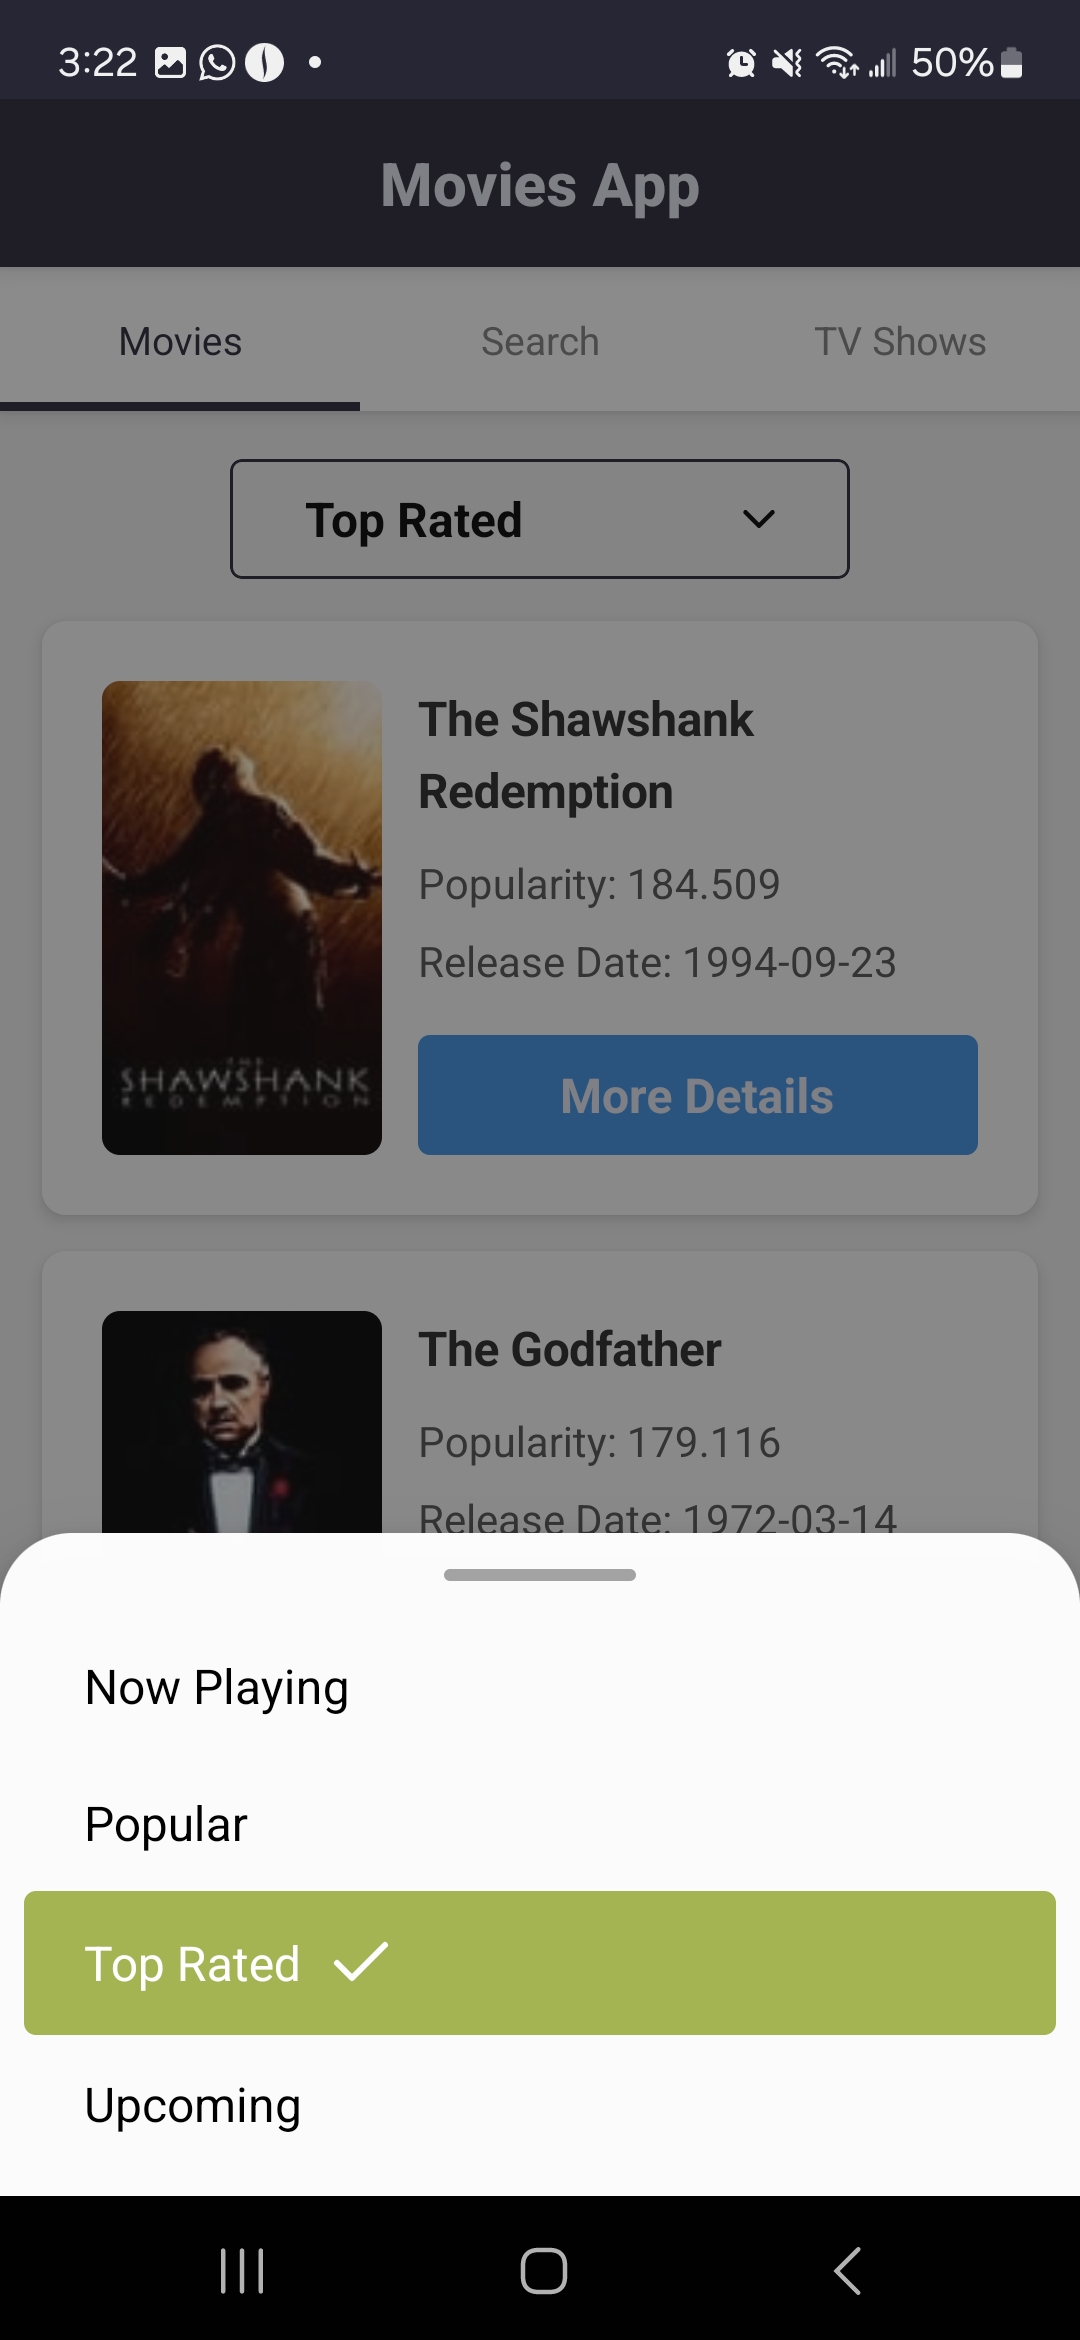 3:22
50%
Movies App
Movies
Search
TV Shows
Top Rated
THE
SHAWSHANK
REDEMPTION
The Shawshank
Redemption
Popularity: 184.509
Release Date: 1994-09-23
More Details
The Godfather
Popularity: 179.116
Release Date: 1972-03-14
Now Playing
Popular
Top Rated
Upcoming